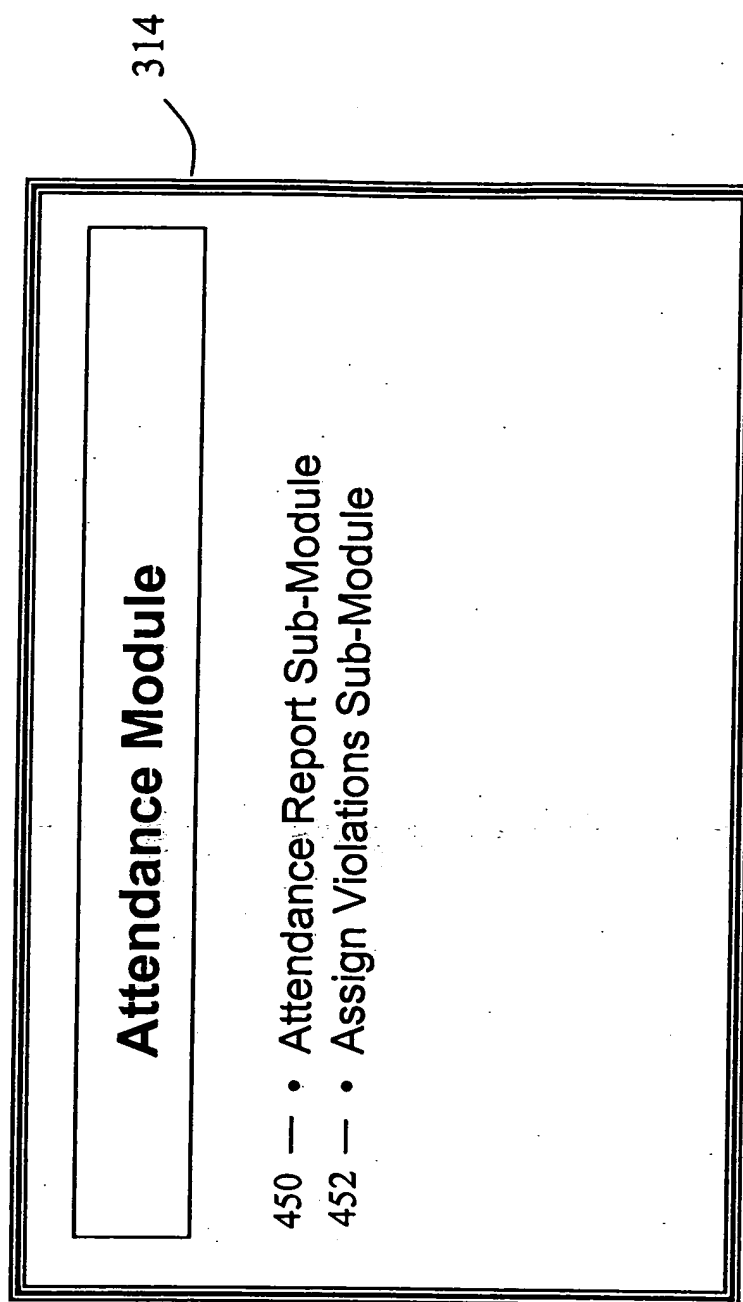 314
Attendance Module
450 — • Attendance Report Sub-Module
452 — • Assign Violations Sub-Module